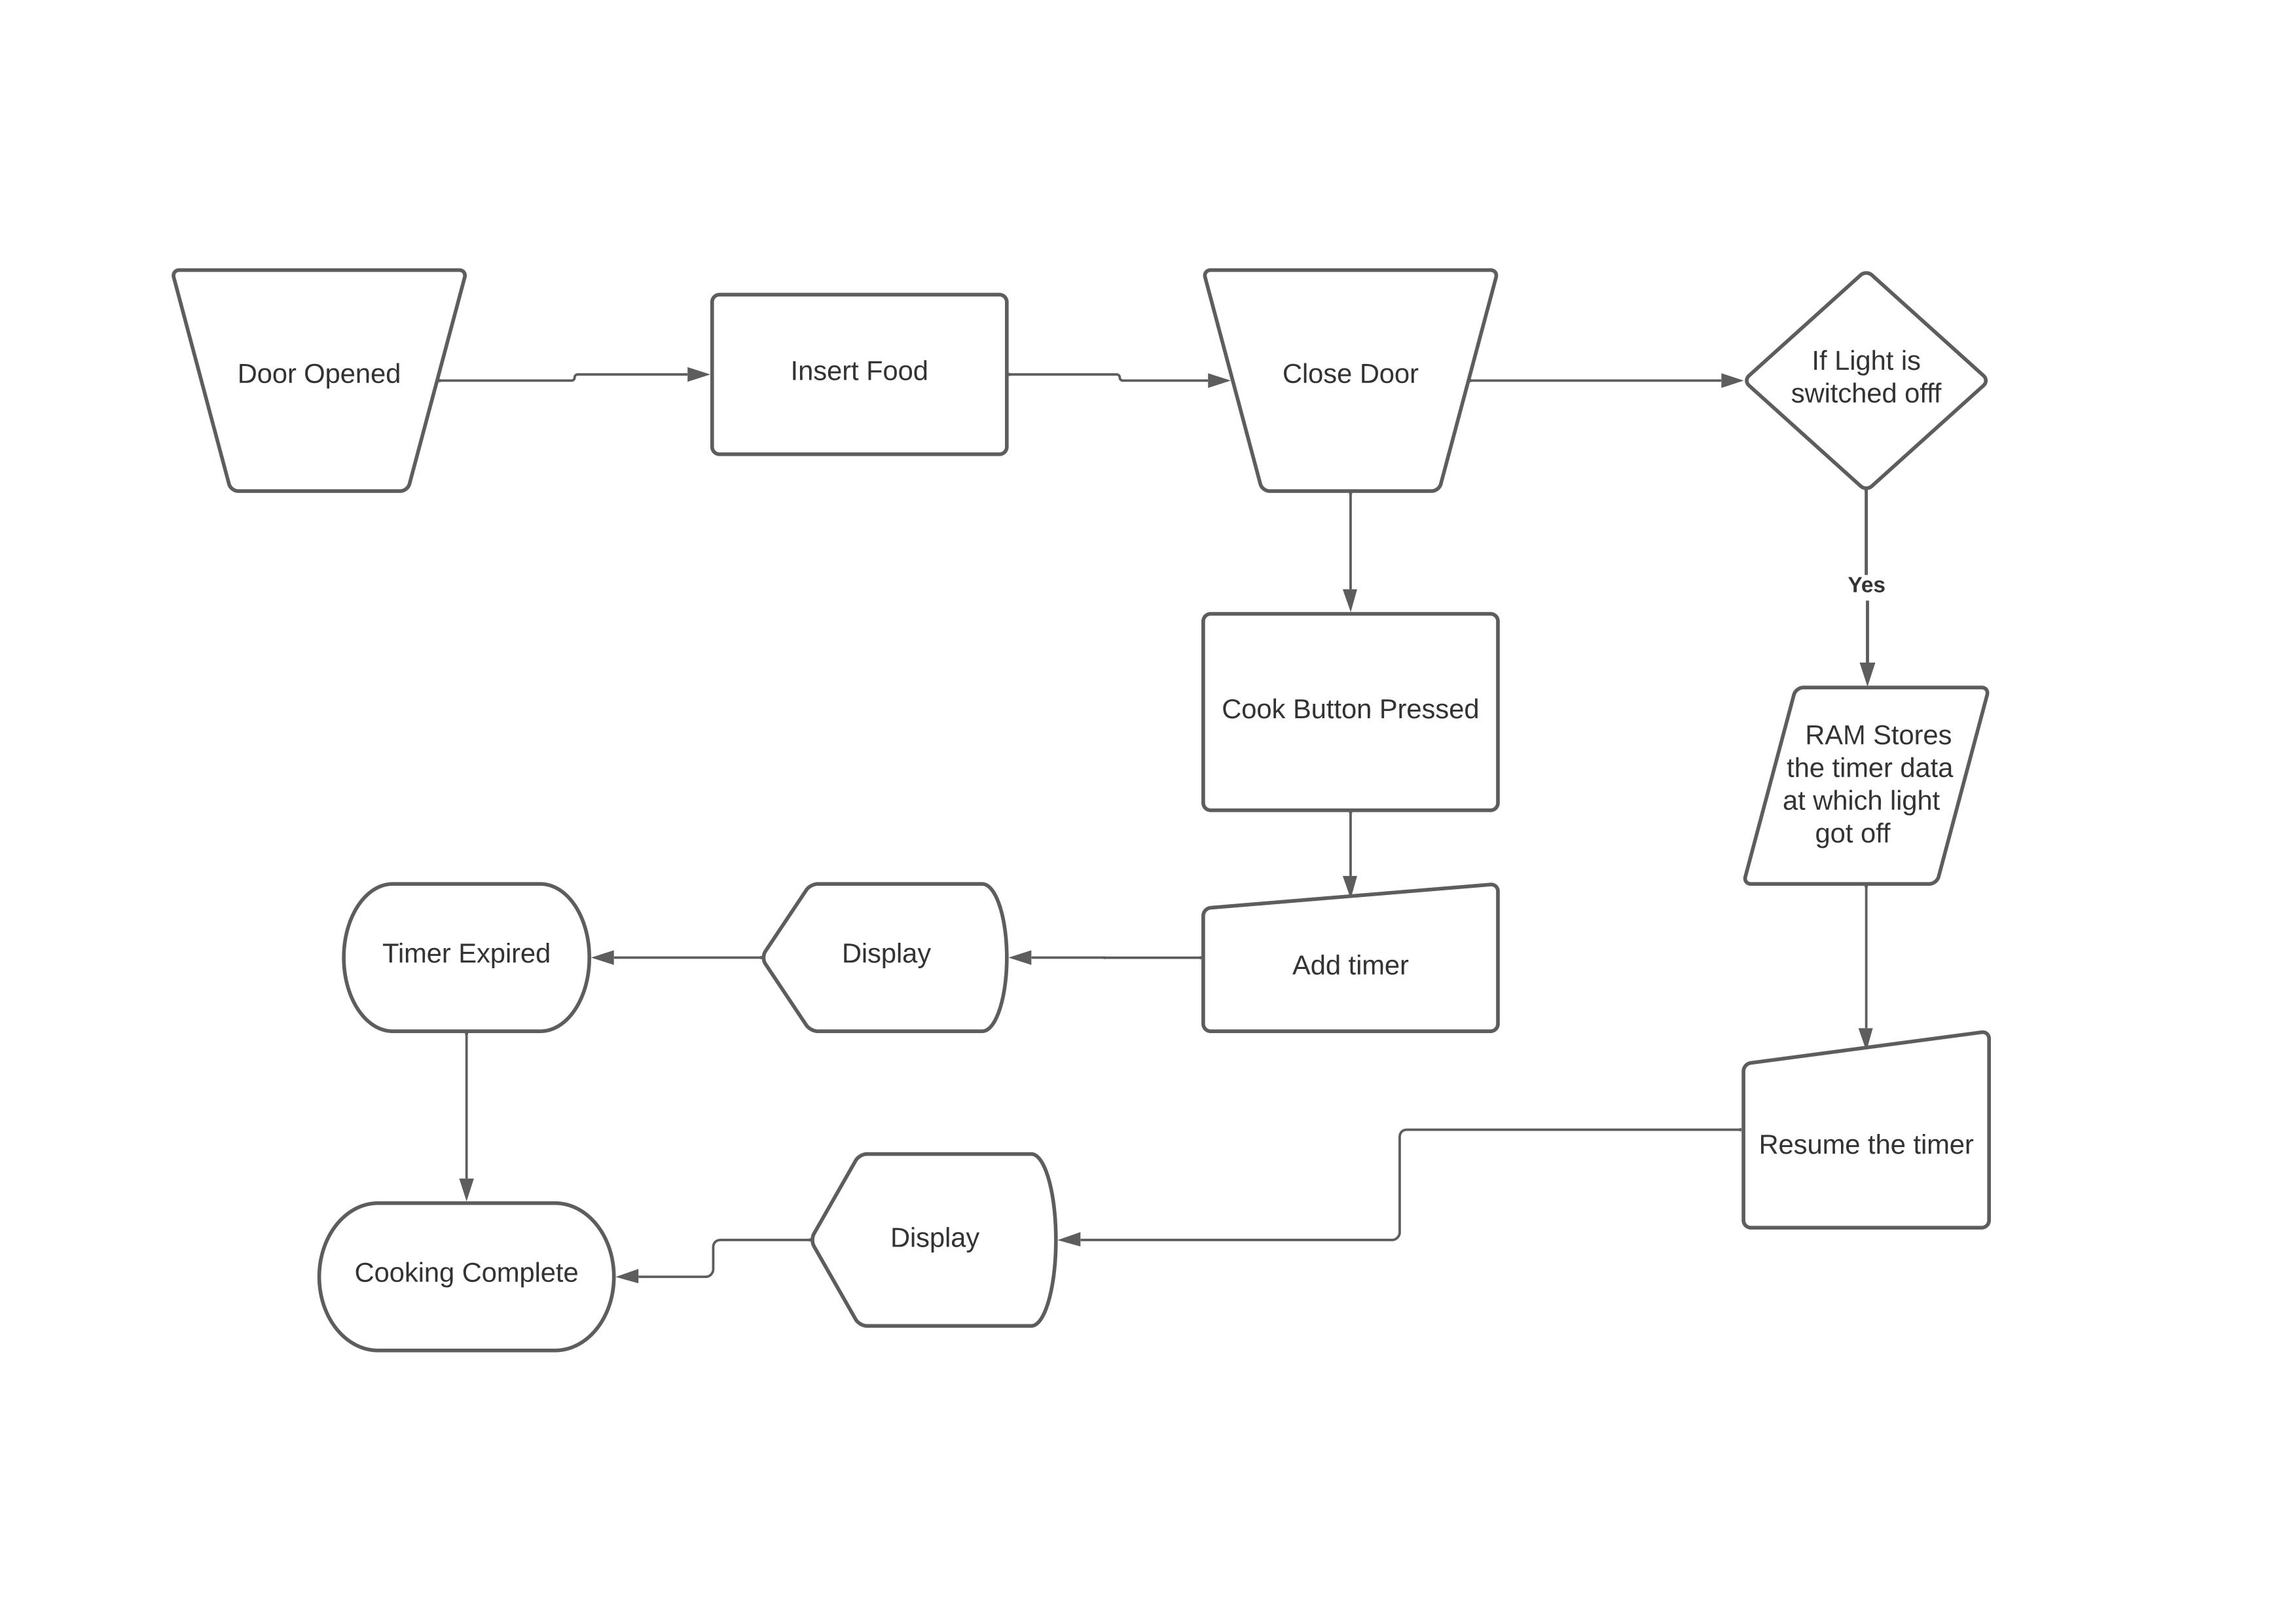 Door Opened
Insert Food
Close Door
If Light is
switched offf
Yes
Cook Button Pressed
RAM Stores
the timer data
at which light
got off
Timer Expired
Display
Add timer
Resume the timer
Display
Cooking Complete